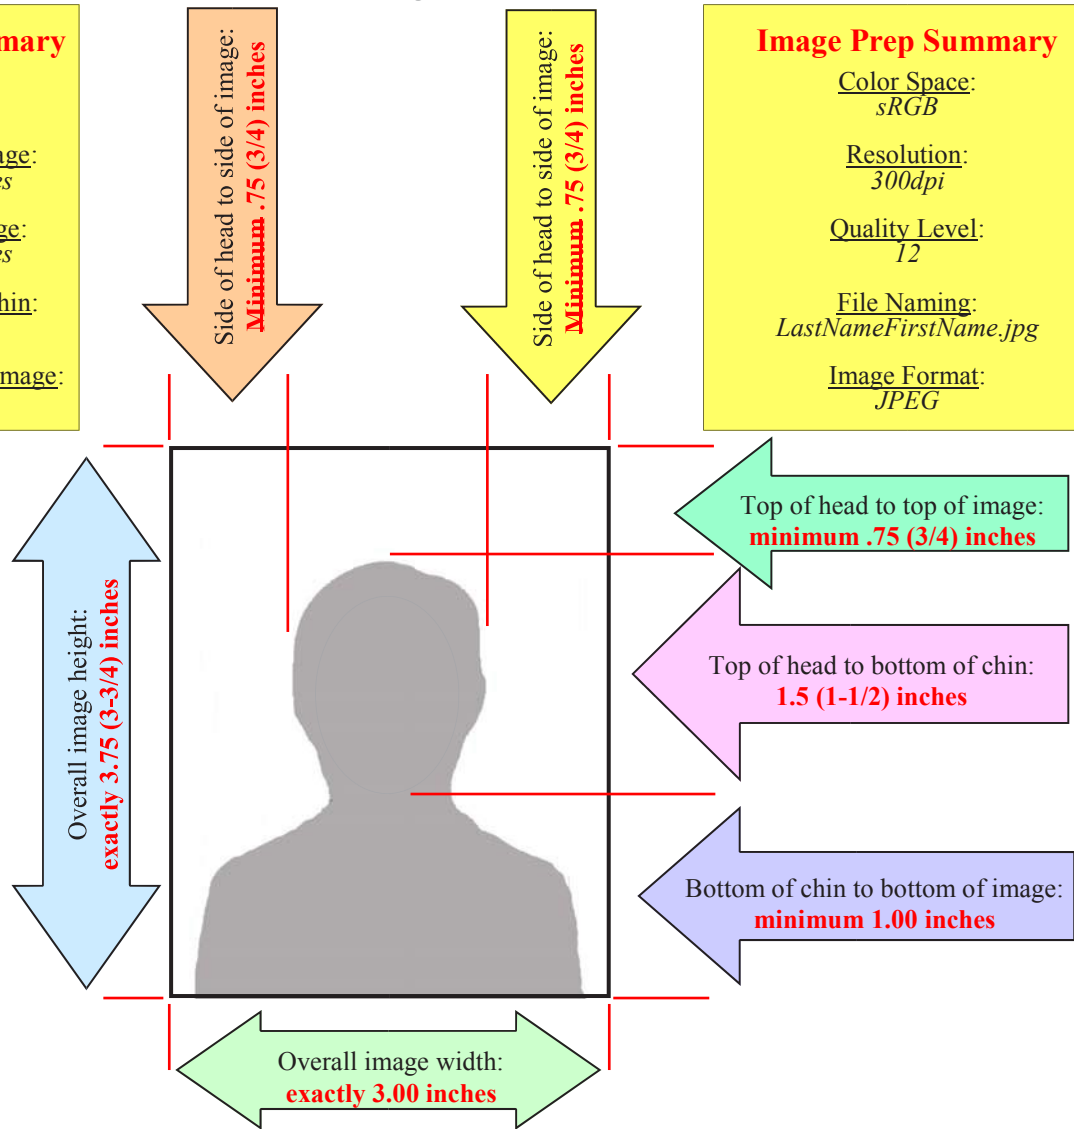 mary
age:
es
ge:
es
hin:
mage:
Side of head to side of image:
Minimum .75 (3/4) inches
Side of head to side of image:
Minimum .75 (3/4) inches
Image Prep Summary
Color Space:
sRGB
Resolution:
300dpi
Quality Level:
12
File Naming:
LastNameFirstName.jpg
Image Format:
JPEG
Overall image height:
exactly 3.75 (3-3/4) inches
Top of head to top of image:
minimum .75 (3/4) inches
Top of head to bottom of chin:
1.5 (1-1/2) inches
Bottom of chin to bottom of image:
minimum 1.00 inches
Overall image width:
exactly 3.00 inches